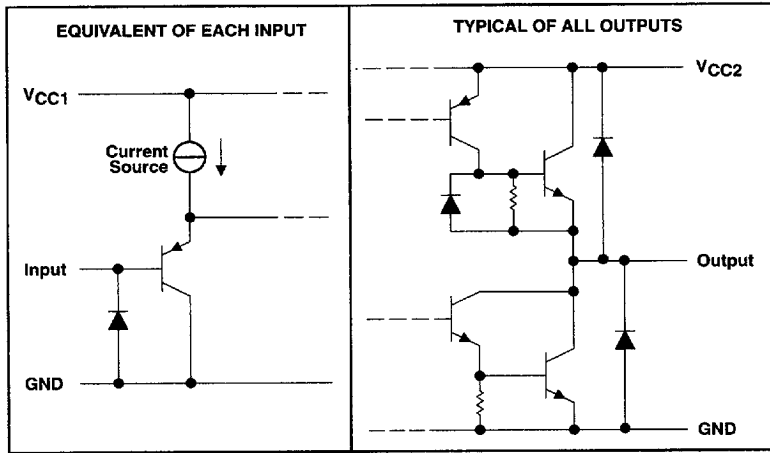 EQUIVALENT OF EACH INPUT
VCC1
Current
Source
Input
GND
TYPICAL OF ALL OUTPUTS
VCC2
Output
GND